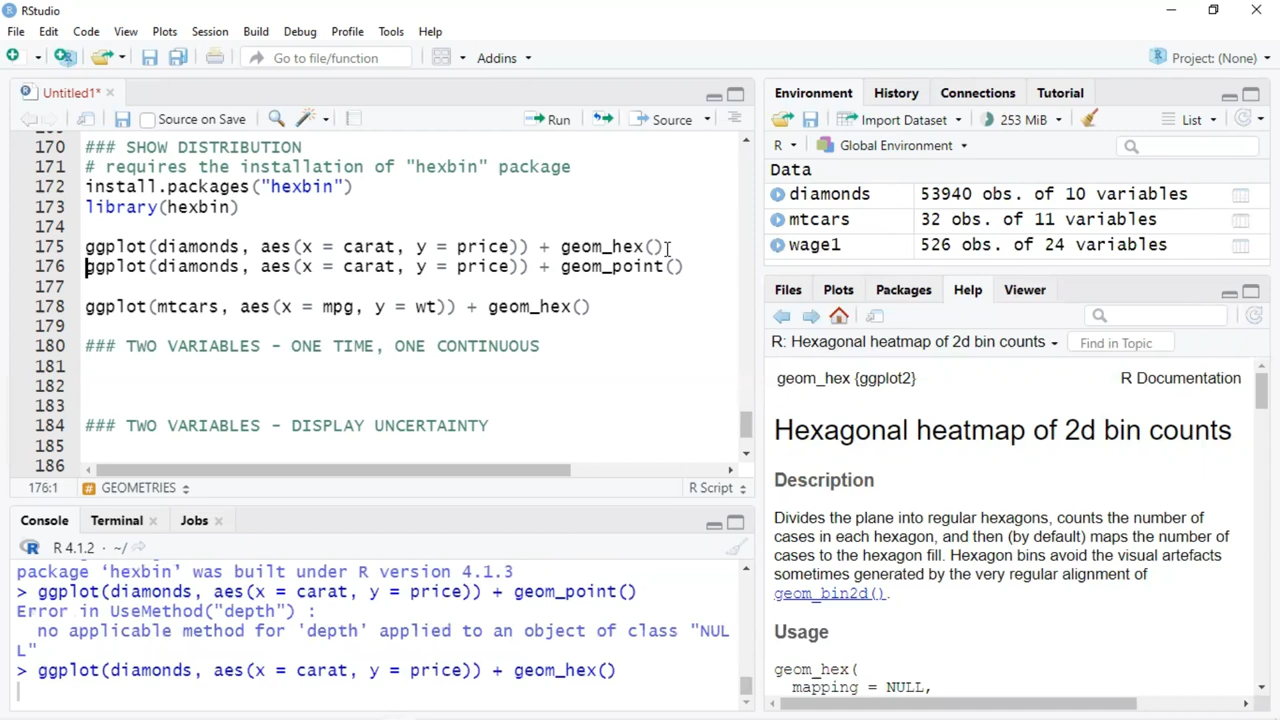 RStudio
File Edit Code View Plots Session Build Debug Profile Tools Help
Go to file/function Addins Project: (None)
Untitled1*
Source on Save Run Source
170 ### SHOW DISTRIBUTION
171 # requires the installation of "hexbin" package
172 install.packages("hexbin")
173 library(hexbin)
174
175 ggplot(diamonds, aes(x = carat, y = price)) + geom_hex()
176 ggplot(diamonds, aes(x = carat, y = price)) + geom_point()
177
178 ggplot(mtcars, aes(x = mpg, y = wt)) + geom_hex()
179
180 ### TWO VARIABLES - ONE TIME, ONE CONTINUOUS
181
182
183
184 ### TWO VARIABLES - DISPLAY UNCERTAINTY
185
186
176:1 # GEOMETRIES R Script
Console Terminal Jobs
R R 4.1.2 · ~/
package ‘hexbin’ was built under R version 4.1.3
> ggplot(diamonds, aes(x = carat, y = price)) + geom_point()
Error in UseMethod("depth") :
no applicable method for 'depth' applied to an object of class "NUL
L"
> ggplot(diamonds, aes(x = carat, y = price)) + geom_hex()
Environment History Connections Tutorial
Import Dataset 253 MiB List
R Global Environment
Data
diamonds 53940 obs. of 10 variables
mtcars 32 obs. of 11 variables
wage1 526 obs. of 24 variables
Files Plots Packages Help Viewer
R: Hexagonal heatmap of 2d bin counts Find in Topic
geom_hex {ggplot2} R Documentation
Hexagonal heatmap of 2d bin counts
Description
Divides the plane into regular hexagons, counts the number of
cases in each hexagon, and then (by default) maps the number of
cases to the hexagon fill. Hexagon bins avoid the visual artefacts
sometimes generated by the very regular alignment of
geom_bin2d().
Usage
geom_hex(
mapping = NULL,